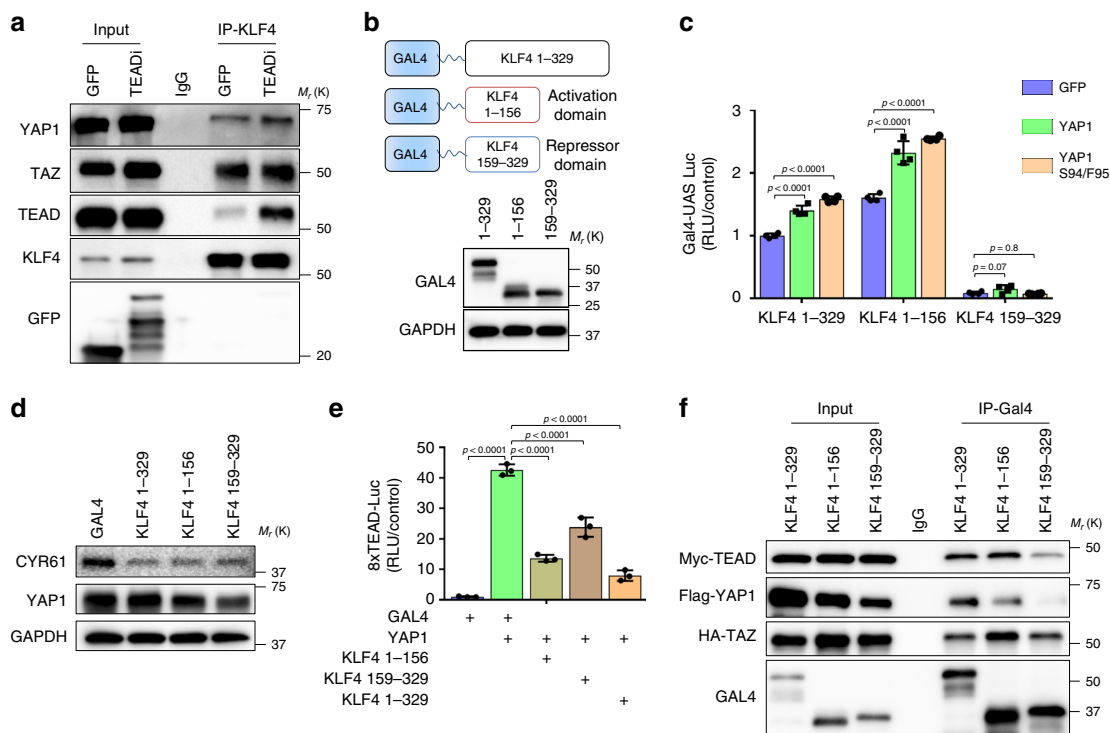 a
Input
IP-KLF4
GFP
TEADi
IgG
GFP
TEADi
Mr (K)
YAP1
75
TAZ
50
TEAD
50
KLF4
50
GFP
20
b
GAL4
KLF4 1–329
GAL4
KLF4
1–156
Activation
domain
GAL4
KLF4
159–329
Repressor
domain
1–329
1–156
159–329
Mr (K)
GAL4
50
37
25
GAPDH
37
c
Gal4-UAS Luc
(RLU/control)
3
2
1
0
p < 0.0001
p < 0.0001
p < 0.0001
p < 0.0001
p = 0.8
p = 0.07
KLF4 1–329
KLF4 1–156
KLF4 159–329
GFP
YAP1
YAP1
S94/F95
d
GAL4
KLF4 1–329
KLF4 1–156
KLF4 159–329
Mr (K)
CYR61
37
YAP1
75
GAPDH
37
e
8xTEAD-Luc
(RLU/control)
50
40
30
20
10
0
p < 0.0001
p < 0.0001
p < 0.0001
p < 0.0001
GAL4 + +
YAP1 + + + +
KLF4 1–156 +
KLF4 159–329 +
KLF4 1–329 +
f
Input
IP-Gal4
KLF4 1–329
KLF4 1–156
KLF4 159–329
IgG
KLF4 1–329
KLF4 1–156
KLF4 159–329
Mr (K)
Myc-TEAD
50
Flag-YAP1
75
HA-TAZ
50
GAL4
50
37